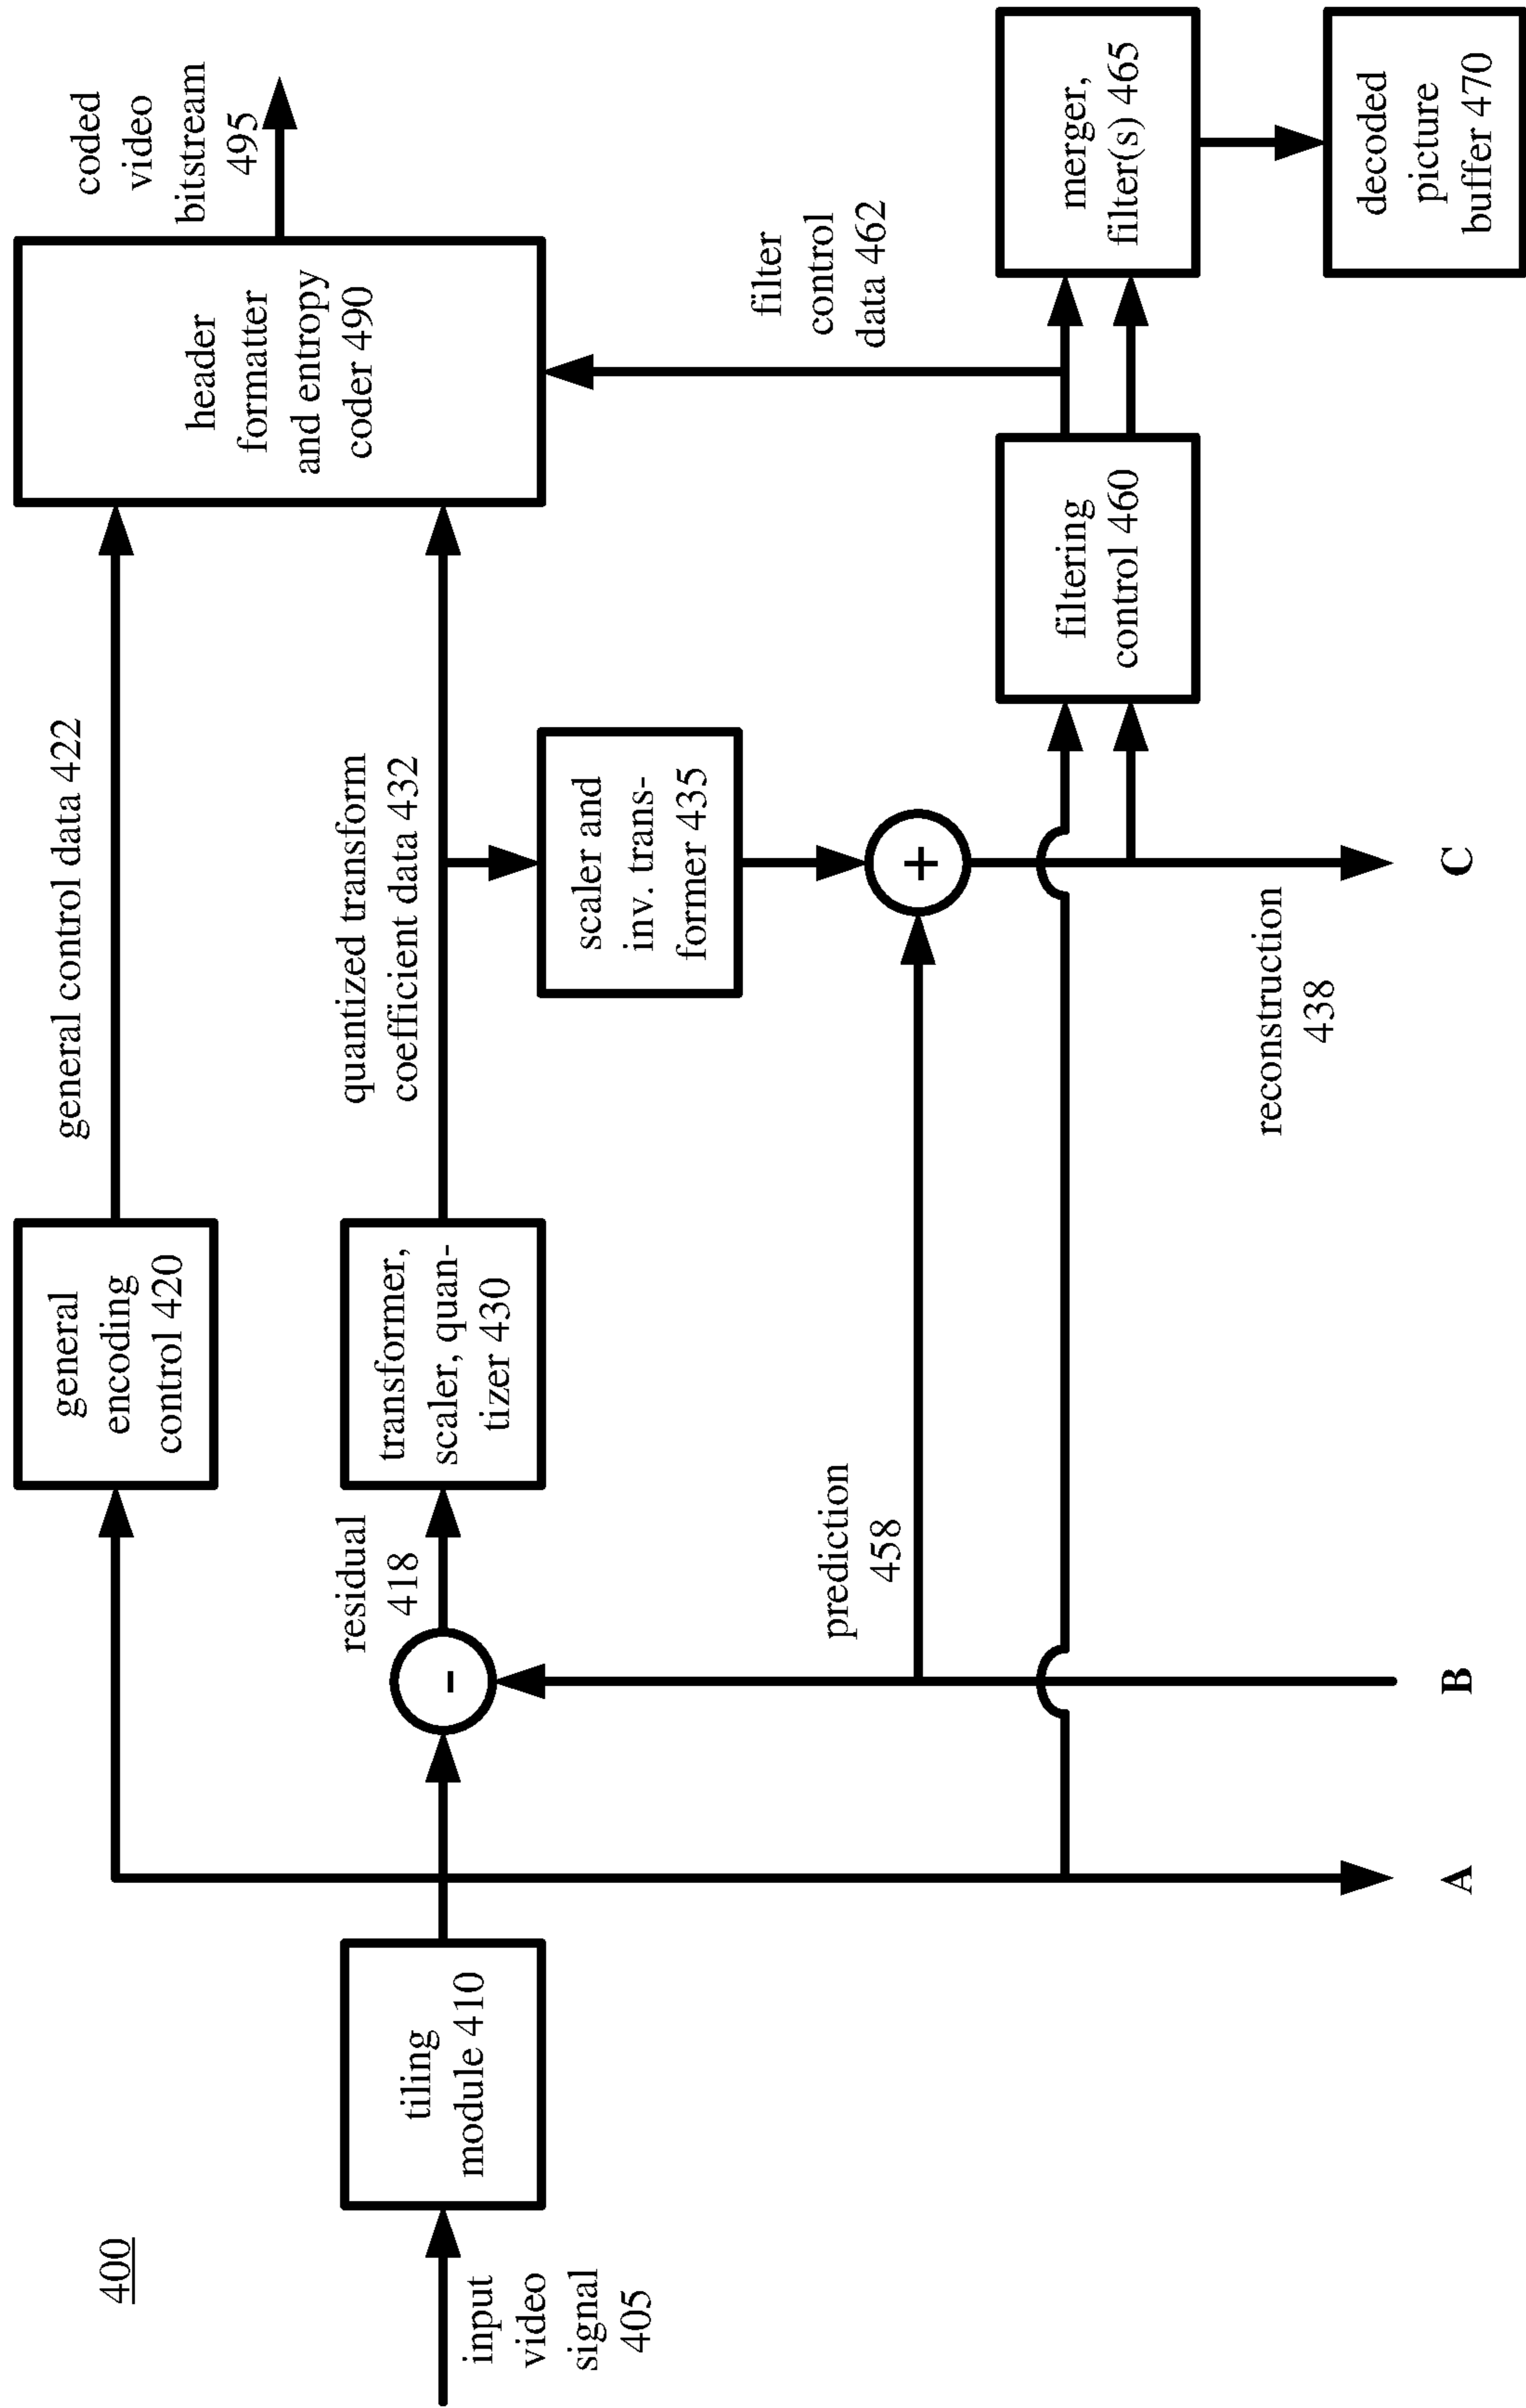 400
input
video
signal
405
tiling
module 410
general
encoding
control 420
general control data 422
residual
418
transformer,
scaler, quan-
tizer 430
quantized transform
coefficient data 432
header
formatter
and entropy
coder 490
coded
video
bitstream
495
scaler and
inv. trans-
former 435
prediction
458
-
+
filtering
control 460
filter
control
data 462
merger,
filter(s) 465
decoded
picture
buffer 470
reconstruction
438
A
B
C